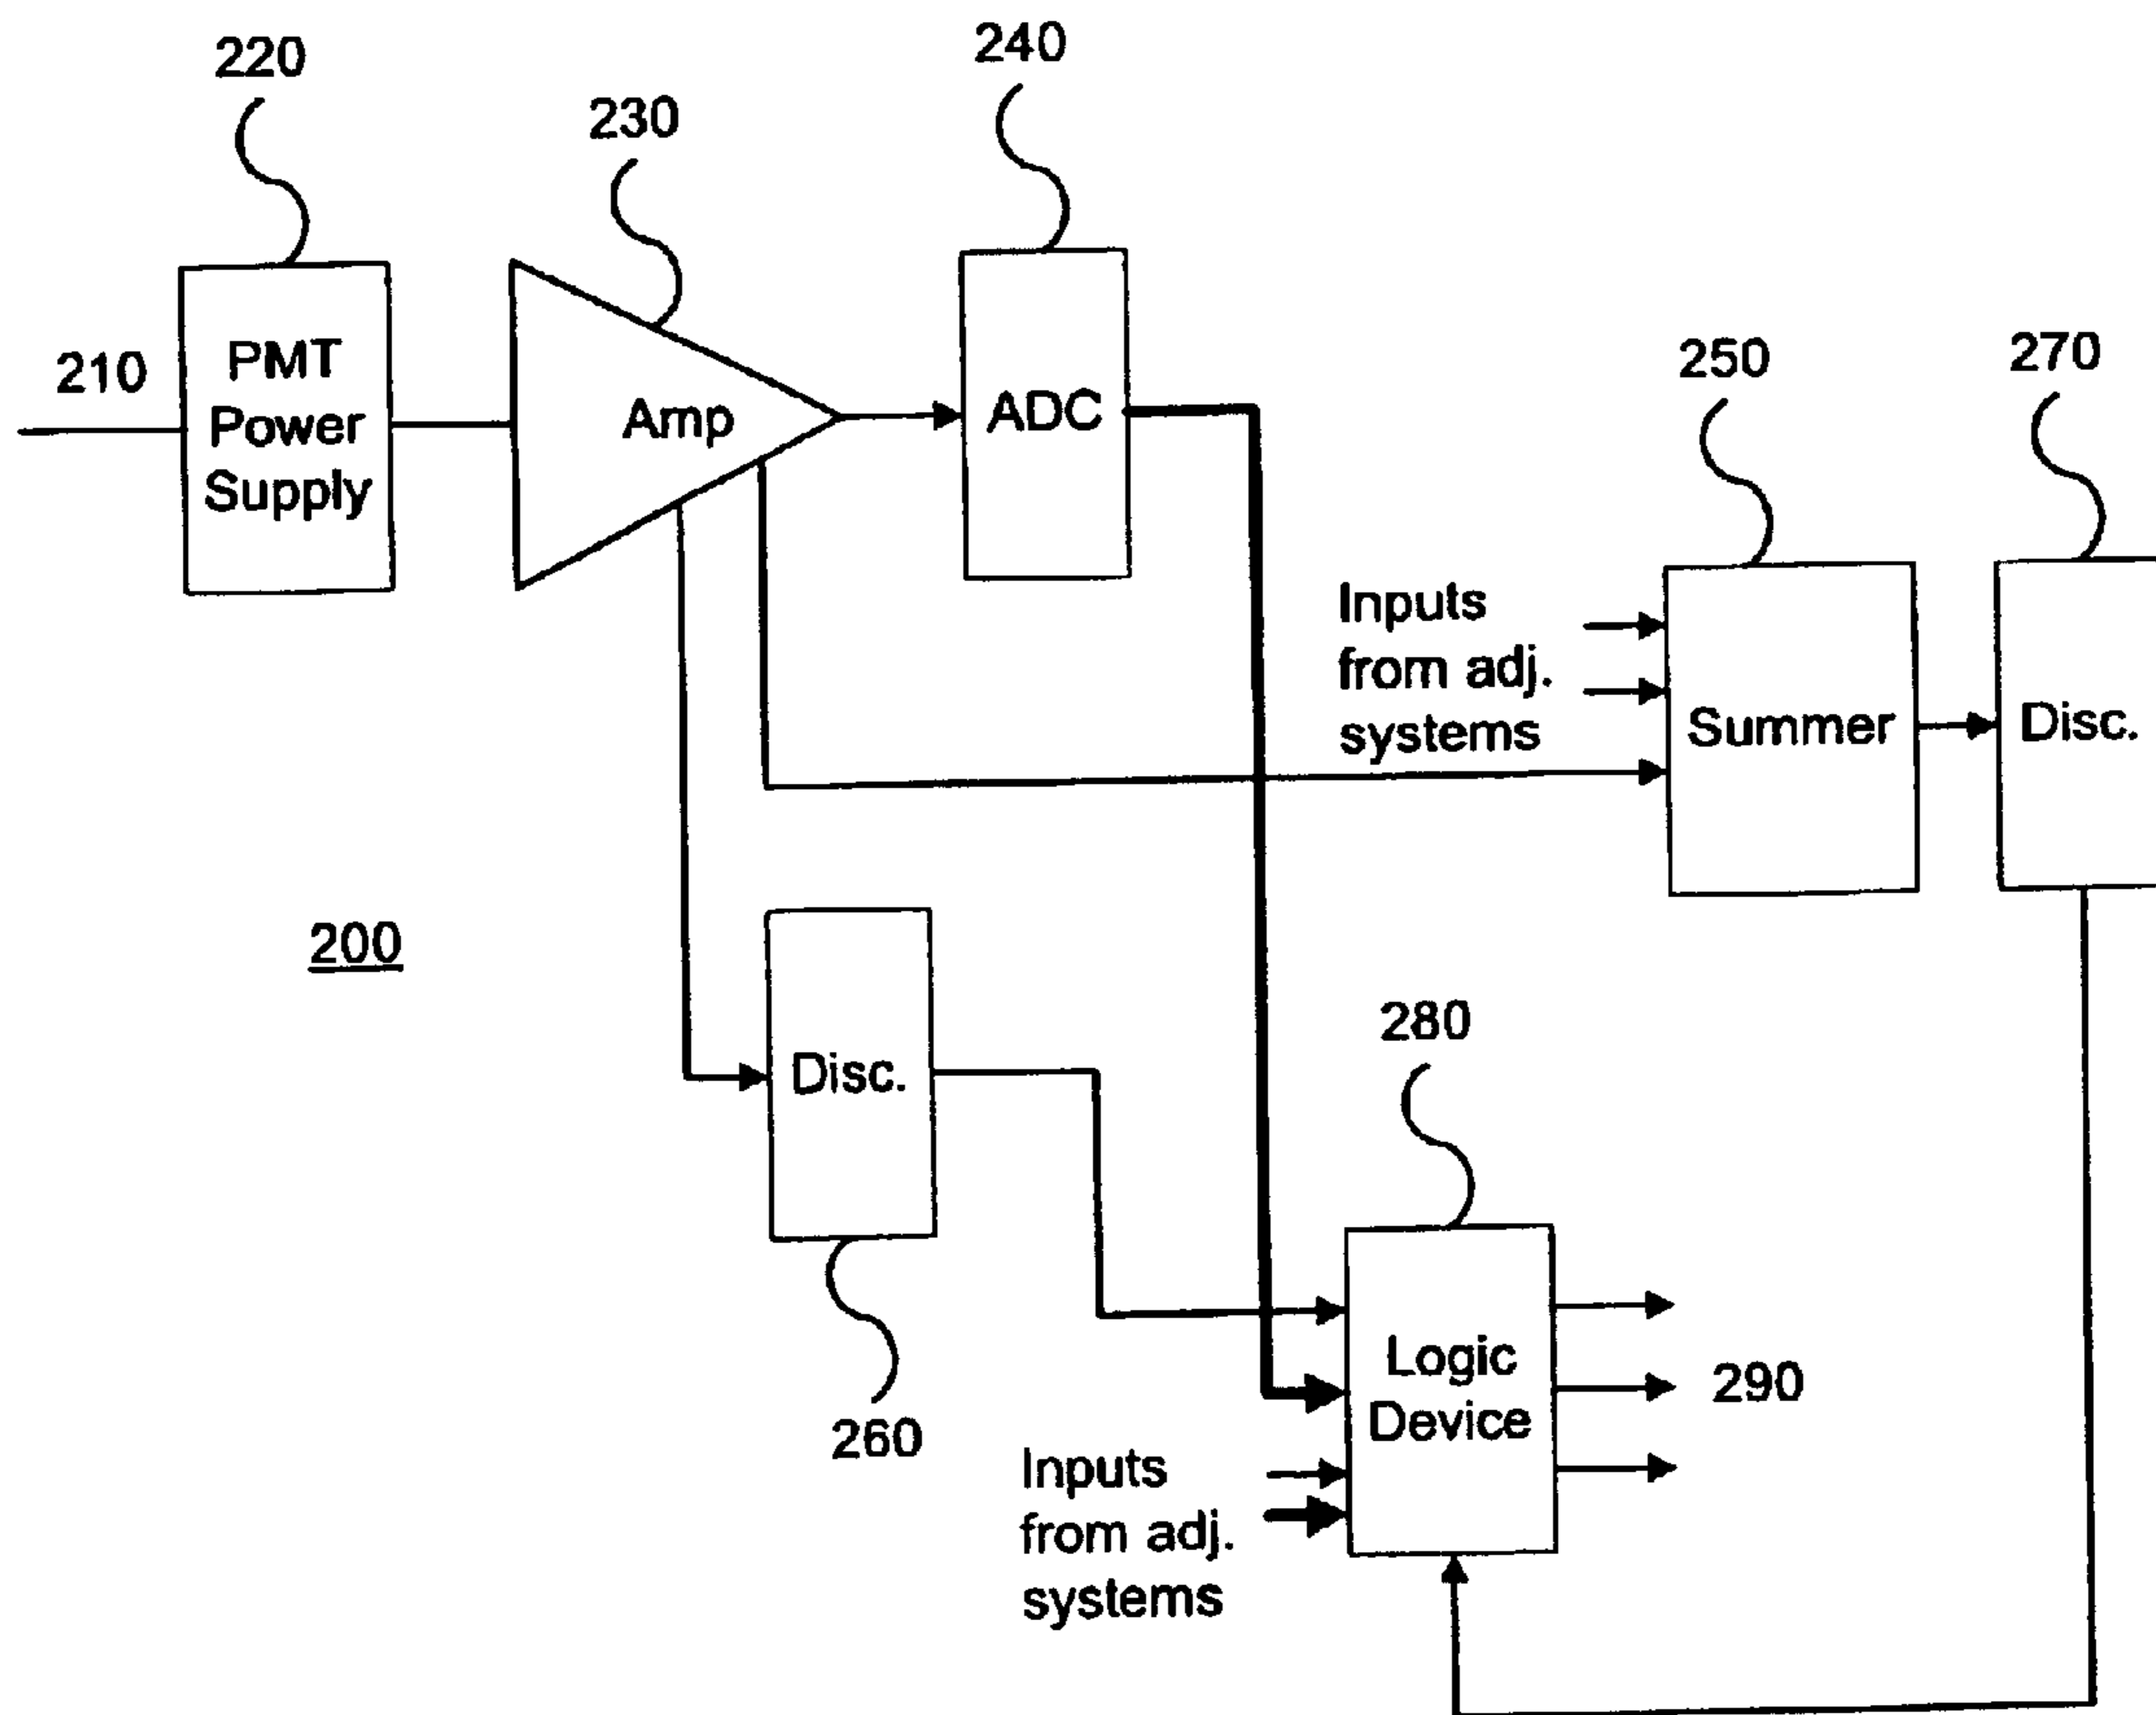 220
230
240
210
PMT
Power
Supply
Amp
ADC
250
270
Inputs
from adj.
systems
Summer
Disc.
200
Disc.
280
260
Logic
Device
290
Inputs
from adj.
systems